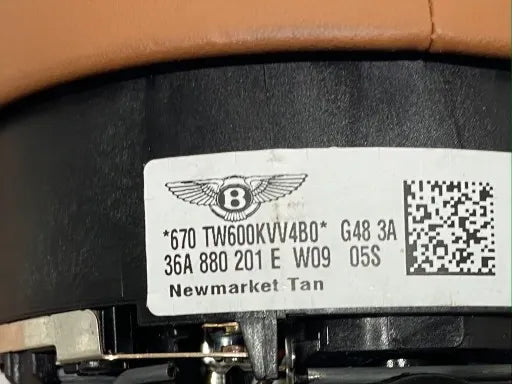 B
*670 TW600KVV4B0* G48 3A
36A 880 201 E W09 05S
Newmarket Tan